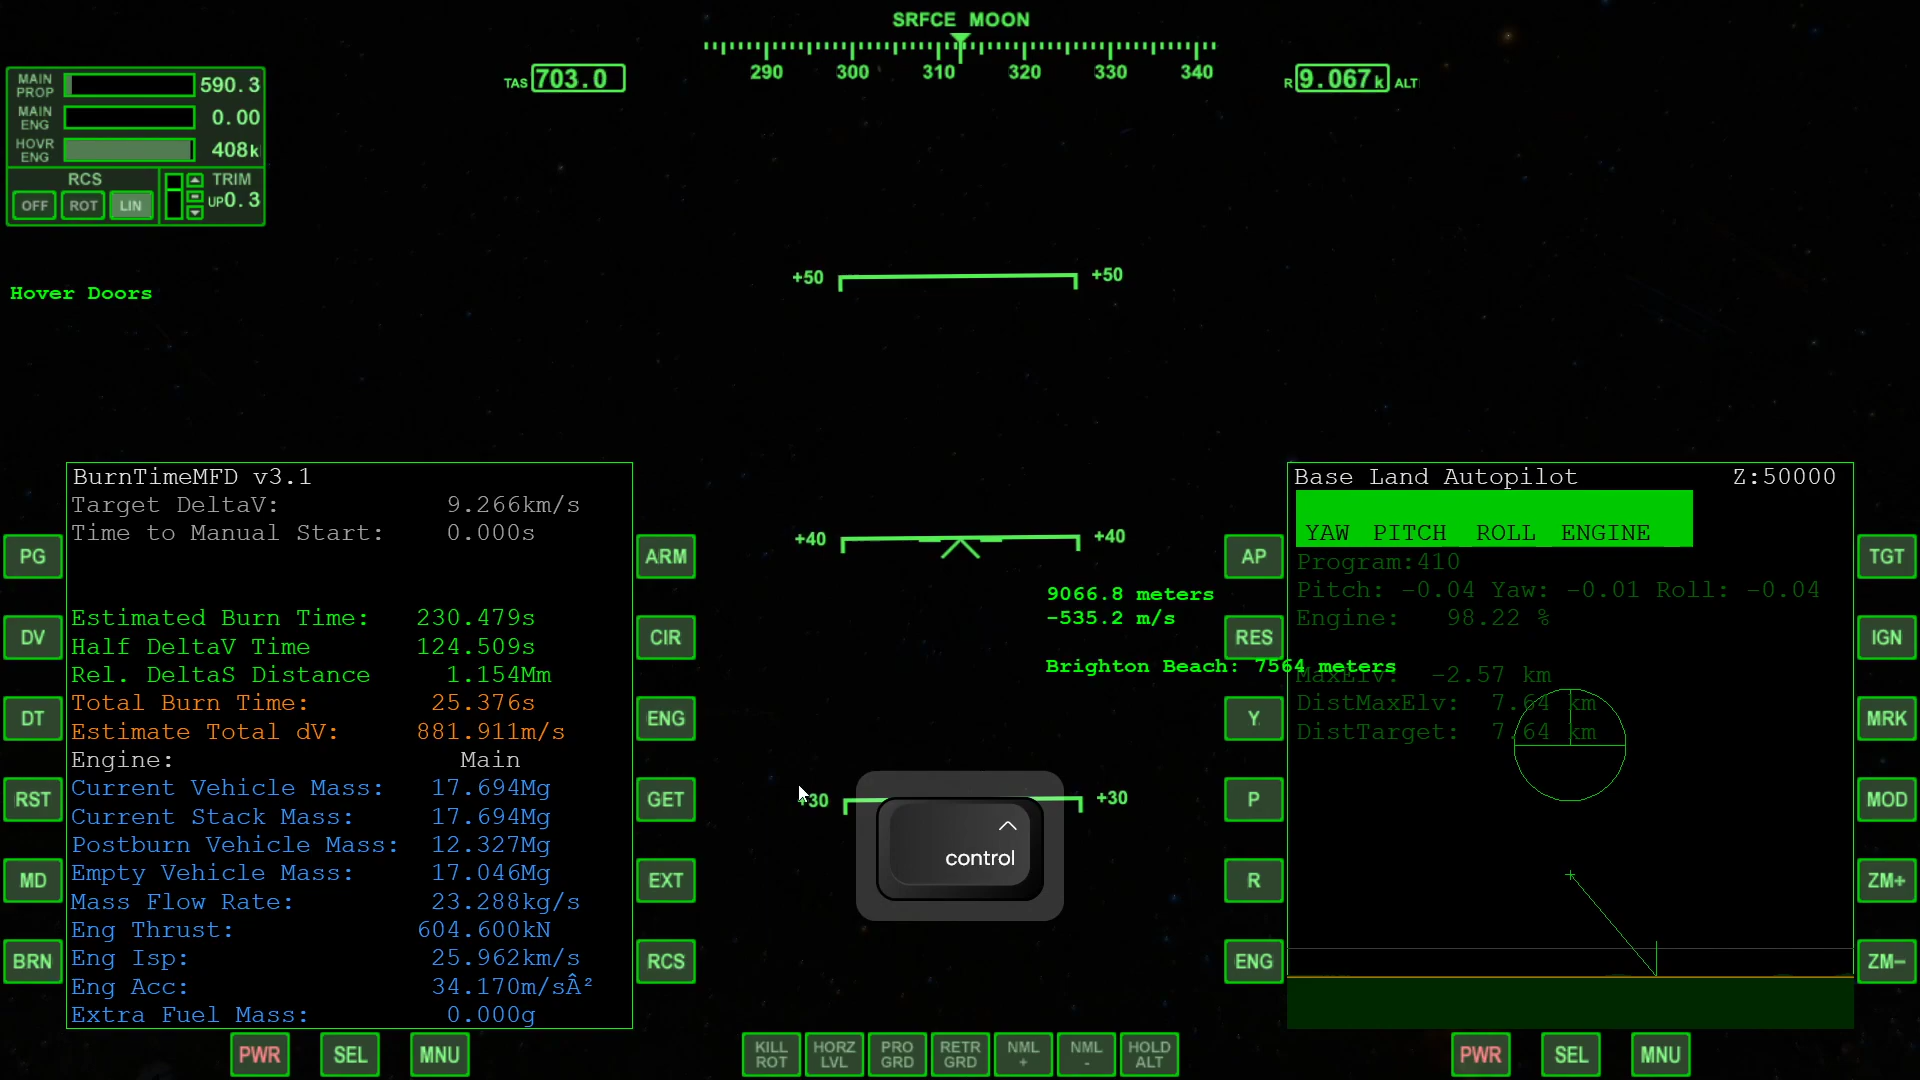 SRFCE MOON
290 300 310 320 330 340
TAS 703.0
R 9.067k ALT
MAIN PROP 590.3
MAIN ENG 0.00
HOVR ENG 408k
RCS TRIM
OFF ROT LIN UP0.3
Hover Doors
+50 +50
+40 +40
9066.8 meters
-535.2 m/s
Brighton Beach: 7564 meters
+30 +30
^
control
BurnTimeMFD v3.1
Target DeltaV: 9.266km/s
Time to Manual Start: 0.000s
Estimated Burn Time: 230.479s
Half DeltaV Time 124.509s
Rel. DeltaS Distance 1.154Mm
Total Burn Time: 25.376s
Estimate Total dV: 881.911m/s
Engine: Main
Current Vehicle Mass: 17.694Mg
Current Stack Mass: 17.694Mg
Postburn Vehicle Mass: 12.327Mg
Empty Vehicle Mass: 17.046Mg
Mass Flow Rate: 23.288kg/s
Eng Thrust: 604.600kN
Eng Isp: 25.962km/s
Eng Acc: 34.170m/sÂ²
Extra Fuel Mass: 0.000g
PG
DV
DT
RST
MD
BRN
ARM
CIR
ENG
GET
EXT
RCS
PWR SEL MNU
KILL ROT
HORZ LVL
PRO GRD
RETR GRD
NML +
NML -
HOLD ALT
Base Land Autopilot Z:50000
YAW PITCH ROLL ENGINE
Program:410
Pitch: -0.04 Yaw: -0.01 Roll: -0.04
Engine: 98.22 %
MaxElv: -2.57 km
DistMaxElv: 7.64 km
DistTarget: 7.64 km
AP
RES
Y
P
R
ENG
TGT
IGN
MRK
MOD
ZM+
ZM-
PWR SEL MNU